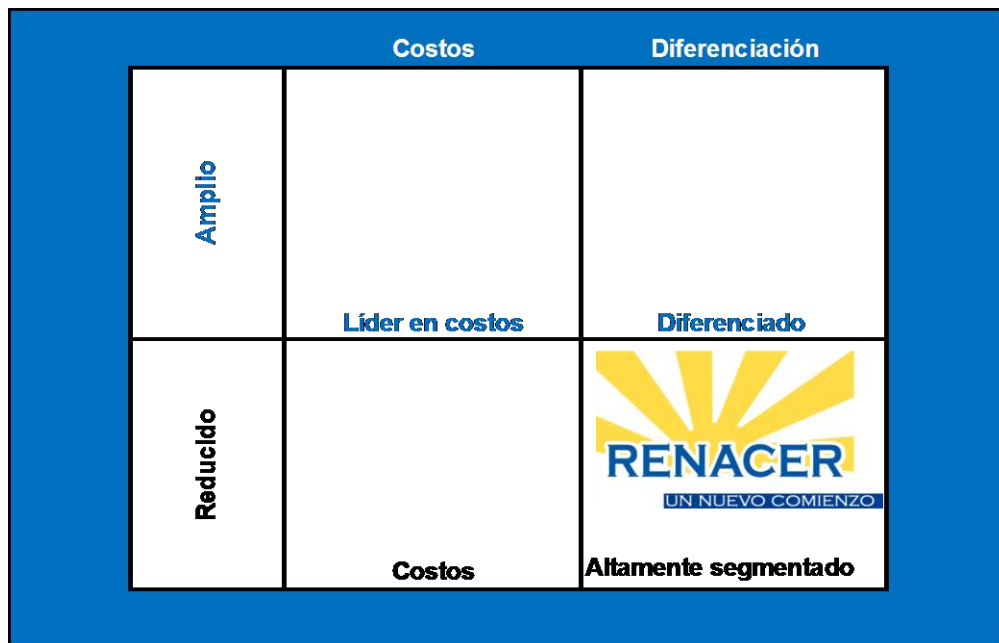 Costos
Diferenciación
Amplio
Líder en costos
Diferenciado
Reducido
RENACER
UN NUEVO COMIENZO
Costos
Altamente segmentado